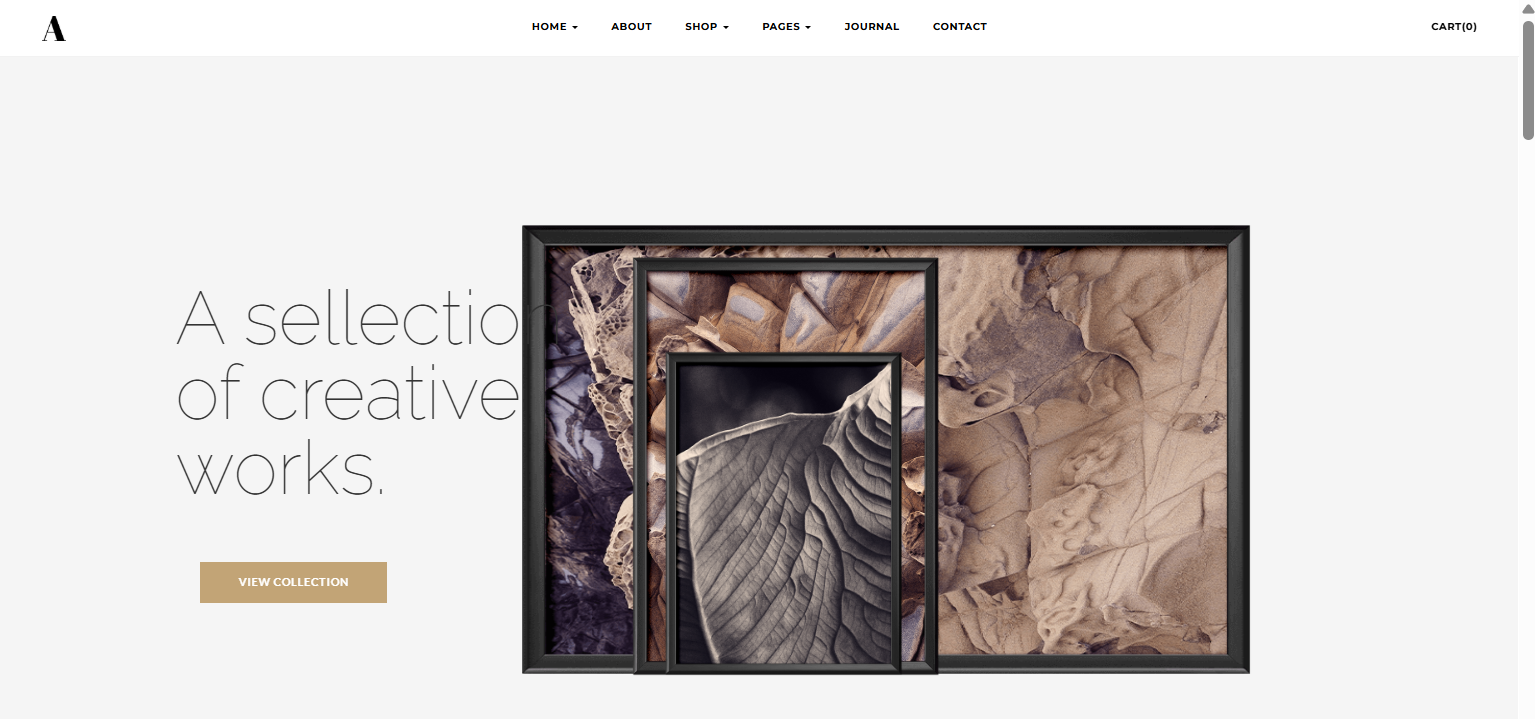 A
HOME ABOUT SHOP PAGES JOURNAL CONTACT CART(0)
A sellection
of creative
works.
VIEW COLLECTION